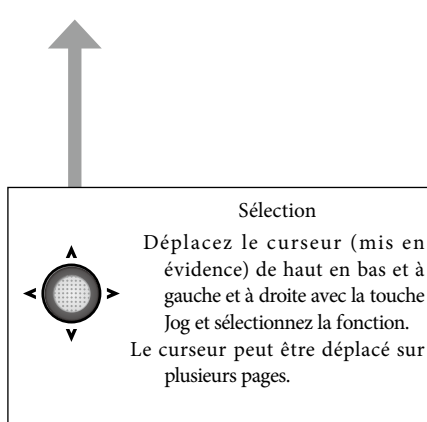 Sélection
Déplacez le curseur (mis en
évidence) de haut en bas et à
gauche et à droite avec la touche
Jog et sélectionnez la fonction.
Le curseur peut être déplacé sur
plusieurs pages.